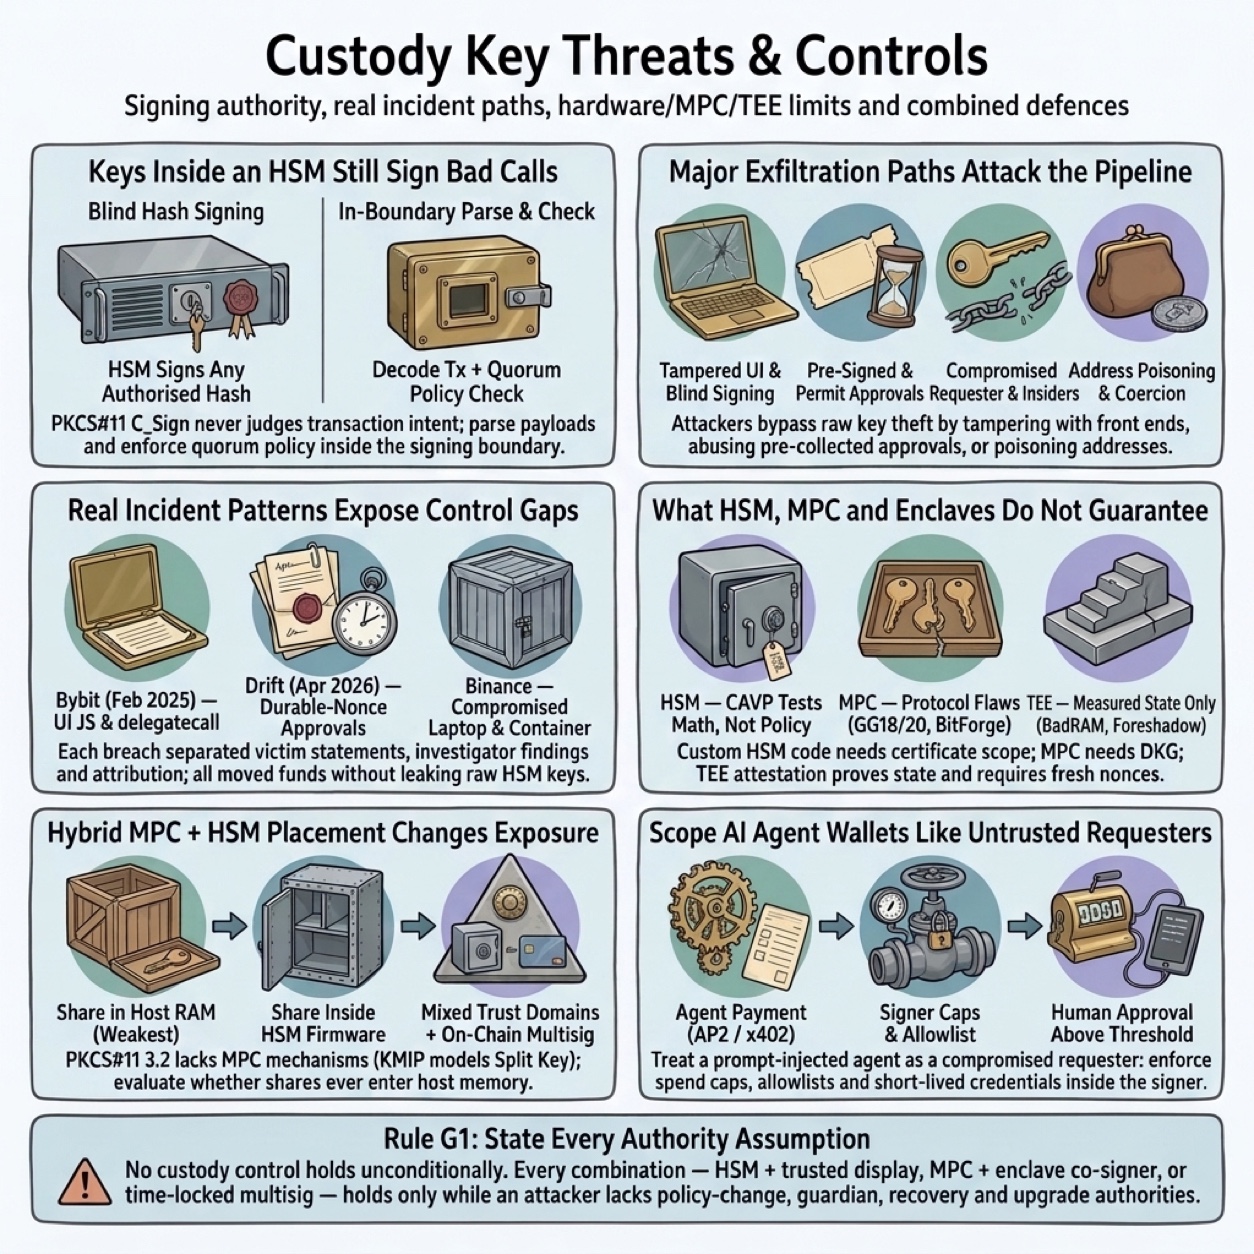 Custody Key Threats & Controls
Signing authority, real incident paths, hardware/MPC/TEE limits and combined defences
Keys Inside an HSM Still Sign Bad Calls
Blind Hash Signing
In-Boundary Parse & Check
HSM Signs Any
Authorised Hash
Decode Tx + Quorum
Policy Check
PKCS#11 C_Sign never judges transaction intent; parse payloads
and enforce quorum policy inside the signing boundary.
Major Exfiltration Paths Attack the Pipeline
Tampered UI &
Blind Signing
Pre-Signed &
Permit Approvals
Compromised
Requester & Insiders
Address Poisoning
& Coercion
Attackers bypass raw key theft by tampering with front ends,
abusing pre-collected approvals, or poisoning addresses.
Real Incident Patterns Expose Control Gaps
Bybit (Feb 2025) —
UI JS & delegatecall
Drift (Apr 2026) —
Durable-Nonce
Approvals
Binance —
Compromised
Laptop & Container
Each breach separated victim statements, investigator findings
and attribution; all moved funds without leaking raw HSM keys.
What HSM, MPC and Enclaves Do Not Guarantee
HSM — CAVP Tests
Math, Not Policy
MPC — Protocol Flaws
(GG18/20, BitForge)
TEE — Measured State Only
(BadRAM, Foreshadow)
Custom HSM code needs certificate scope; MPC needs DKG;
TEE attestation proves state and requires fresh nonces.
Hybrid MPC + HSM Placement Changes Exposure
Share in Host RAM
(Weakest)
Share Inside
HSM Firmware
Mixed Trust Domains
+ On-Chain Multisig
PKCS#11 3.2 lacks MPC mechanisms (KMIP models Split Key);
evaluate whether shares ever enter host memory.
Scope AI Agent Wallets Like Untrusted Requesters
Agent Payment
(AP2 / x402)
Signer Caps
& Allowlist
Human Approval
Above Threshold
Treat a prompt-injected agent as a compromised requester: enforce
spend caps, allowlists and short-lived credentials inside the signer.
Rule G1: State Every Authority Assumption
No custody control holds unconditionally. Every combination — HSM + trusted display, MPC + enclave co-signer, or
time-locked multisig — holds only while an attacker lacks policy-change, guardian, recovery and upgrade authorities.